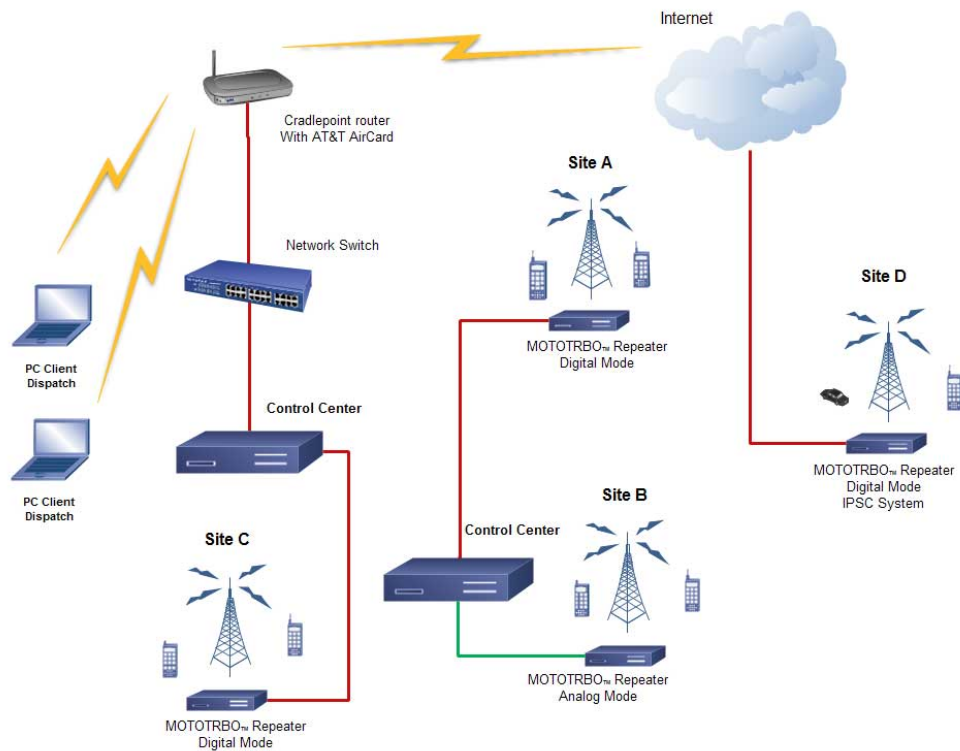 Internet
Cradlepoint router
With AT&T AirCard
Site A
Network Switch
Site D
PC Client
Dispatch
MOTOTRBO™ Repeater
Digital Mode
Control Center
PC Client
Dispatch
MOTOTRBO™ Repeater
Digital Mode
IPSC System
Site B
Control Center
Site C
MOTOTRBO™ Repeater
Analog Mode
MOTOTRBO™ Repeater
Digital Mode